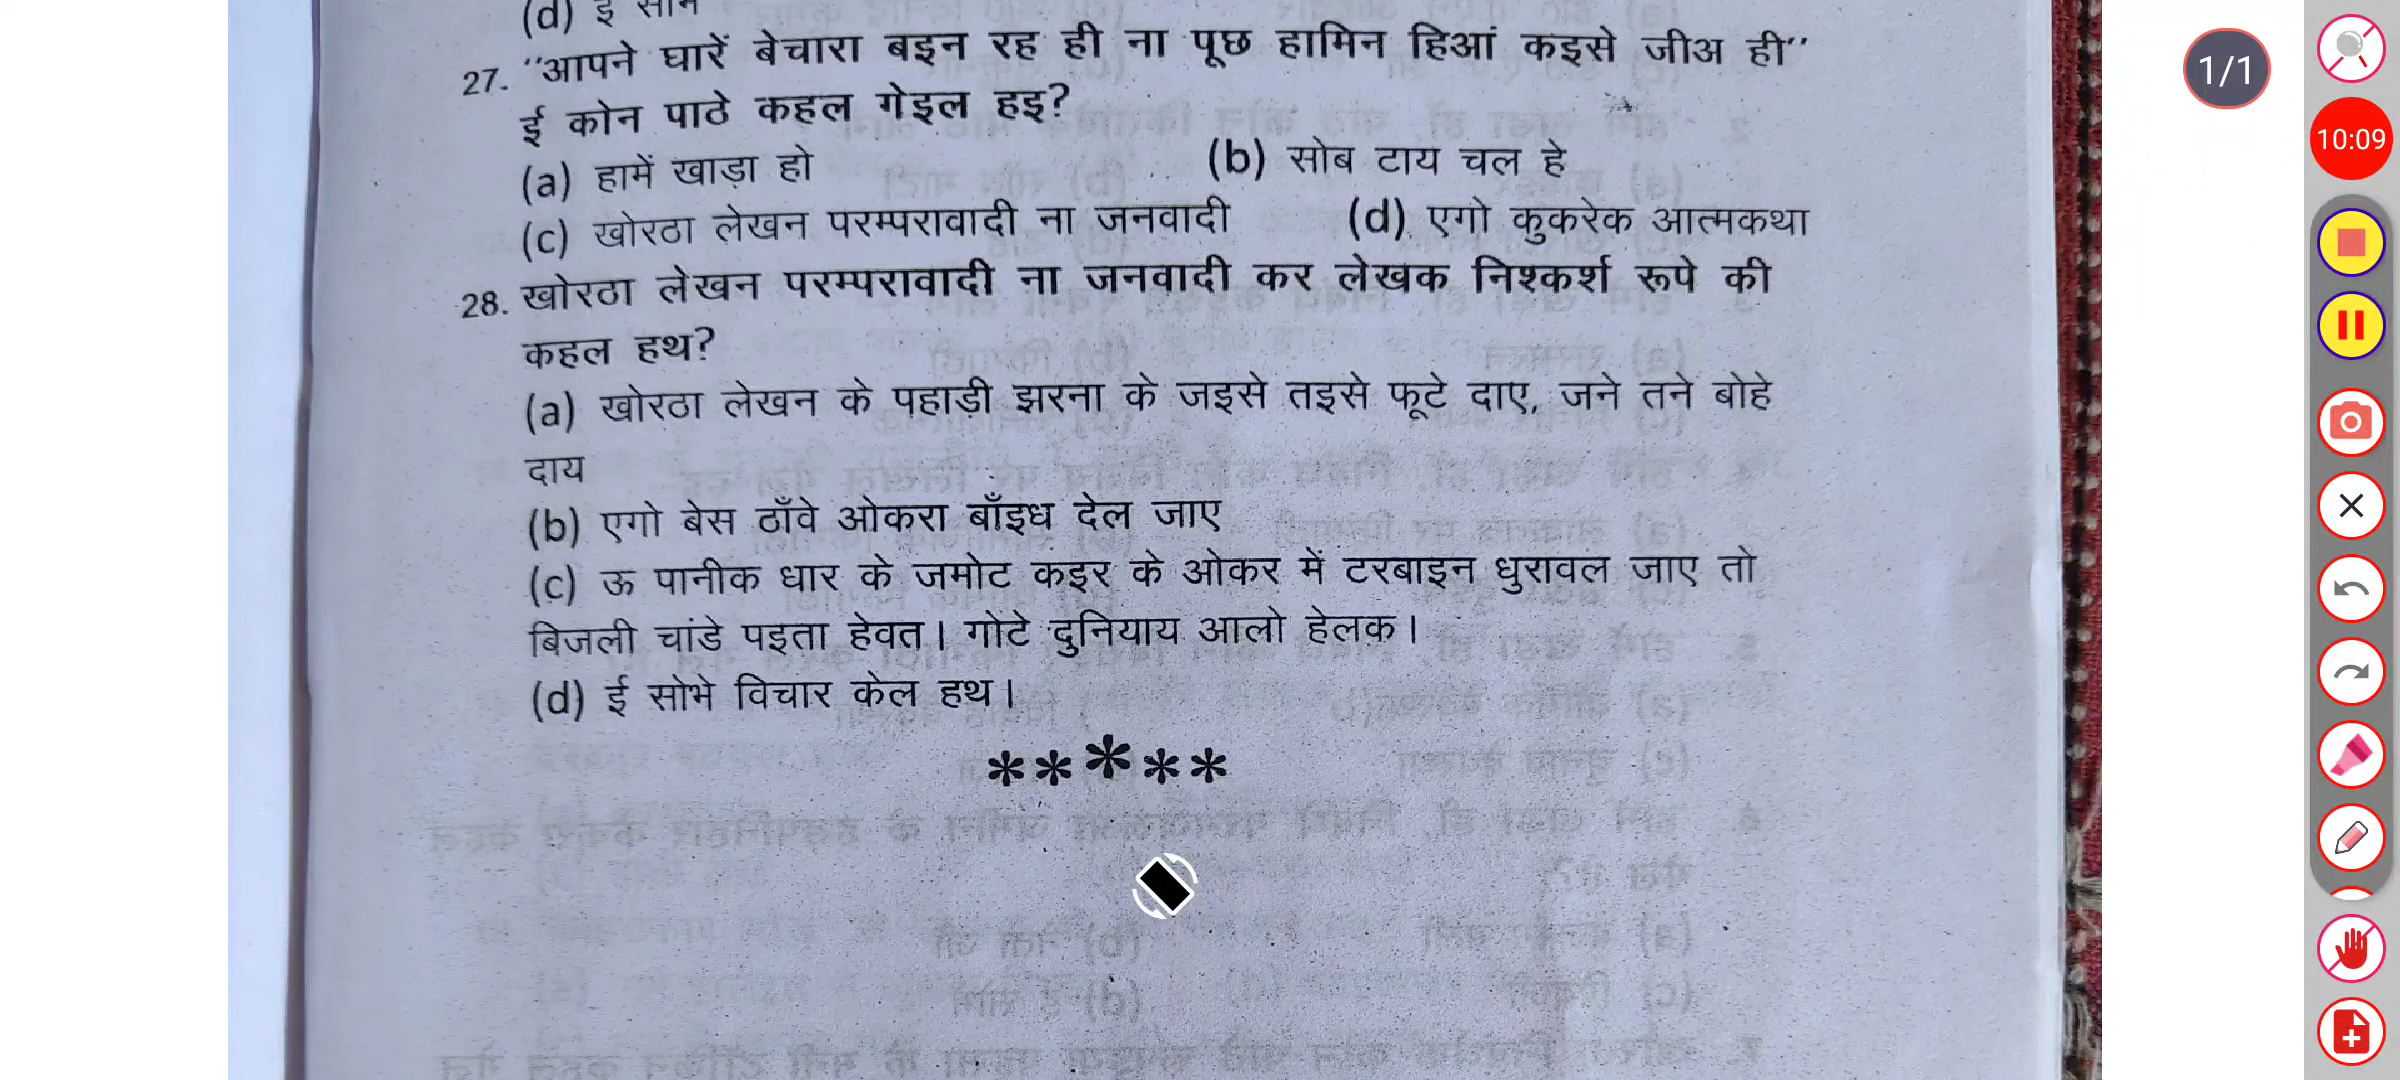 (d) ई सोभे
27. “आपने घारें बेचारा बइन रह ही ना पूछ हामिन हिआं कइसे जीअ ही”
ई कोन पाठे कहल गेइल हइ?
(a) हामें खाड़ा हो (b) सोब टाय चल हे
(c) खोरठा लेखन परम्परावादी ना जनवादी (d) एगो कुकरेक आत्मकथा
28. खोरठा लेखन परम्परावादी ना जनवादी कर लेखक निश्कर्श रूपे की
कहल हथ?
(a) खोरठा लेखन के पहाड़ी झरना के जइसे तइसे फूटे दाए, जने तने बोहे
दाय
(b) एगो बेस ठाँवे ओकरा बाँइध देल जाए
(c) ऊ पानीक धार के जमोट कइर के ओकर में टरबाइन धुरावल जाए तो
बिजली चांडे पइता हेवत। गोटे दुनियाय आलो हेलक।
(d) ई सोभे विचार केल हथ।
*****
1/1
10:09